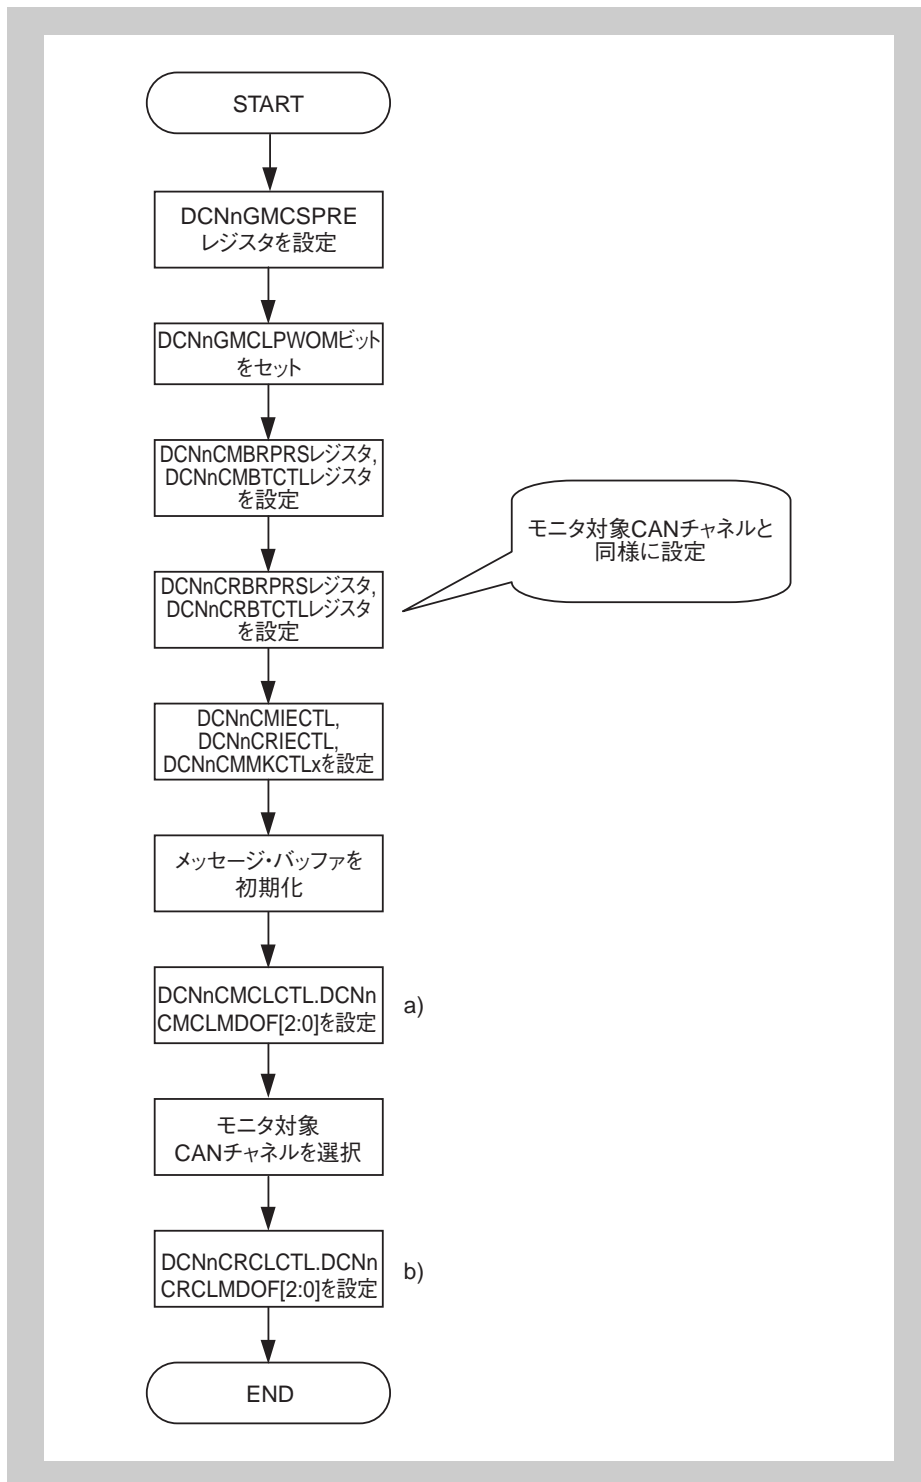 START
DCNnGMCSPRE
レジスタを設定
DCNnGMCLPWOMビット
をセット
DCNnCMBRPRSレジスタ,
DCNnCMBTCTLレジスタ
を設定
DCNnCRBRPRSレジスタ,
DCNnCRBTCTLレジスタ
を設定
モニタ対象CANチャネルと
同様に設定
DCNnCMIECTL,
DCNnCRIECTL,
DCNnCMMKCTLxを設定
メッセージ・バッファを
初期化
DCNnCMCLCTL.DCNn
CMCLMDOF[2:0]を設定
a)
モニタ対象
CANチャネルを選択
DCNnCRCLCTL.DCNn
CRCLMDOF[2:0]を設定
b)
END